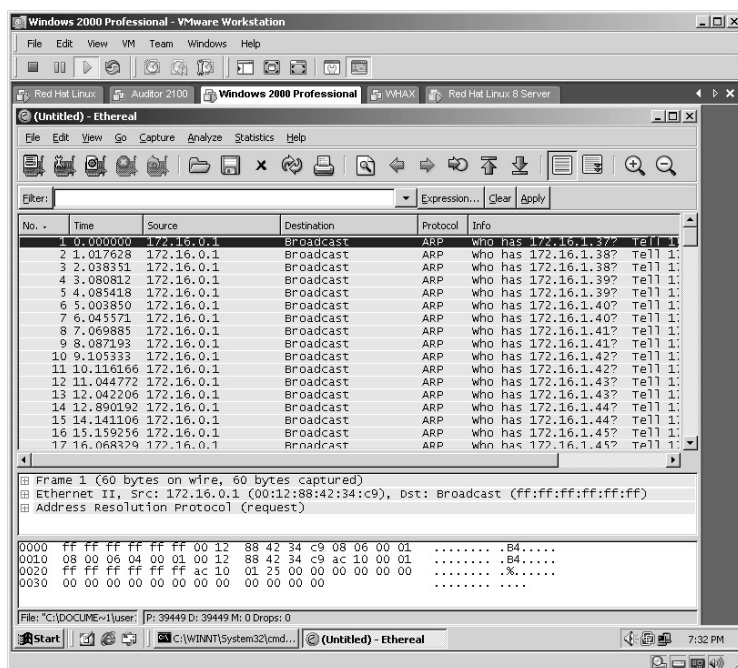 Windows 2000 Professional - VMware Workstation
File Edit View VM Team Windows Help
Red Hat Linux Auditor 2100 Windows 2000 Professional WHAX Red Hat Linux 8 Server
(Untitled) - Ethereal
File Edit View Go Capture Analyze Statistics Help
Filter: Expression... Clear Apply
No. Time Source Destination Protocol Info
1 0.000000 172.16.0.1 Broadcast ARP who has 172.16.1.37? Tell 1
2 1.017628 172.16.0.1 Broadcast ARP who has 172.16.1.38? Tell 1
3 2.038351 172.16.0.1 Broadcast ARP who has 172.16.1.38? Tell 1
4 3.080812 172.16.0.1 Broadcast ARP who has 172.16.1.39? Tell 1
5 4.085418 172.16.0.1 Broadcast ARP who has 172.16.1.39? Tell 1
6 5.003850 172.16.0.1 Broadcast ARP who has 172.16.1.40? Tell 1
7 6.045571 172.16.0.1 Broadcast ARP who has 172.16.1.40? Tell 1
8 7.069885 172.16.0.1 Broadcast ARP who has 172.16.1.41? Tell 1
9 8.087193 172.16.0.1 Broadcast ARP who has 172.16.1.41? Tell 1
10 9.105333 172.16.0.1 Broadcast ARP who has 172.16.1.42? Tell 1
11 10.116166 172.16.0.1 Broadcast ARP who has 172.16.1.42? Tell 1
12 11.044772 172.16.0.1 Broadcast ARP who has 172.16.1.43? Tell 1
13 12.042206 172.16.0.1 Broadcast ARP who has 172.16.1.43? Tell 1
14 12.890192 172.16.0.1 Broadcast ARP who has 172.16.1.44? Tell 1
15 14.141106 172.16.0.1 Broadcast ARP who has 172.16.1.44? Tell 1
16 15.159256 172.16.0.1 Broadcast ARP who has 172.16.1.45? Tell 1
17 16.068329 172.16.0.1 Broadcast ARP who has 172.16.1.45? Tell 1
Frame 1 (60 bytes on wire, 60 bytes captured)
Ethernet II, Src: 172.16.0.1 (00:12:88:42:34:c9), Dst: Broadcast (ff:ff:ff:ff:ff:ff)
Address Resolution Protocol (request)
0000 ff ff ff ff ff ff 00 12 88 42 34 c9 08 06 00 01 ........ .B4.....
0010 08 00 06 04 00 01 00 12 88 42 34 c9 ac 10 00 01 ........ .B4.....
0020 ff ff ff ff ff ff ac 10 01 25 00 00 00 00 00 00 ........ .%......
0030 00 00 00 00 00 00 00 00 00 00 00 00 ........ ....
File: "C:\DOCUME~1\user P: 39449 D: 39449 M: 0 Drops: 0
Start C:\WINNT\System32\cmd... (Untitled) - Ethereal 7:32 PM